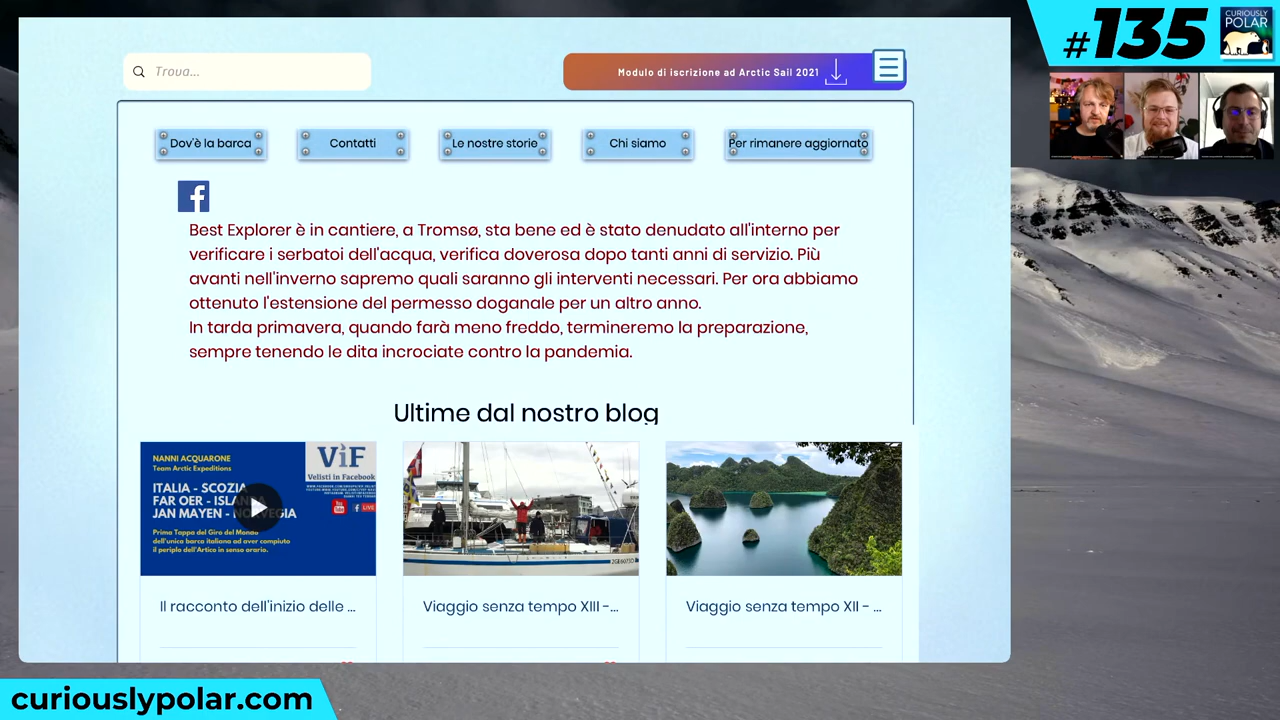 #135
CURIOUSLY
POLAR
Trova...
Modulo di iscrizione ad Arctic Sail 2021
Dov'è la barca
Contatti
Le nostre storie
Chi siamo
Per rimanere aggiornato
Best Explorer è in cantiere, a Tromsø, sta bene ed è stato denudato all'interno per
verificare i serbatoi dell'acqua, verifica doverosa dopo tanti anni di servizio. Più
avanti nell'inverno sapremo quali saranno gli interventi necessari. Per ora abbiamo
ottenuto l'estensione del permesso doganale per un altro anno.
In tarda primavera, quando farà meno freddo, termineremo la preparazione,
sempre tenendo le dita incrociate contro la pandemia.
Ultime dal nostro blog
NANNI ACQUARONE
Team Arctic Expeditions
ViF
Velisti in Facebook
ITALIA - SCOZIA
FAR OER - ISLAN
JAN MAYEN - NORVEGIA
Prima Tappa del Giro del Mondo
dell'unica barca italiana ad aver compiuto
il periplo dell'Artico in senso orario.
Il racconto dell'inizio delle ...
Viaggio senza tempo XIII -...
Viaggio senza tempo XII - ...
curiouslypolar.com